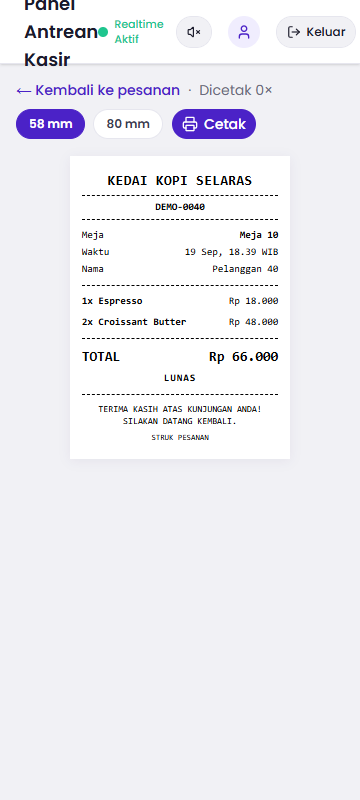 Panel
Antrean
Kasir
Realtime
Aktif
Keluar
← Kembali ke pesanan · Dicetak 0×
58 mm
80 mm
Cetak
KEDAI KOPI SELARAS
DEMO-0040
Meja Meja 10
Waktu 19 Sep, 18.39 WIB
Nama Pelanggan 40
1x Espresso Rp 18.000
2x Croissant Butter Rp 48.000
TOTAL Rp 66.000
LUNAS
TERIMA KASIH ATAS KUNJUNGAN ANDA!
SILAKAN DATANG KEMBALI.
STRUK PESANAN